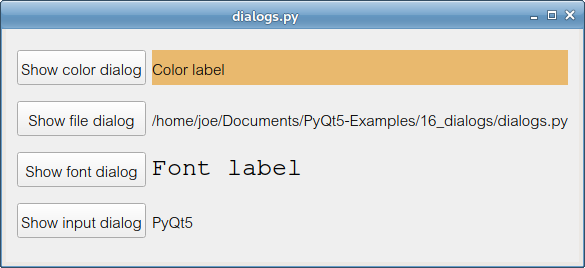 dialogs.py
Show color dialog Color label
Show file dialog /home/joe/Documents/PyQt5-Examples/16_dialogs/dialogs.py
Show font dialog Font label
Show input dialog PyQt5